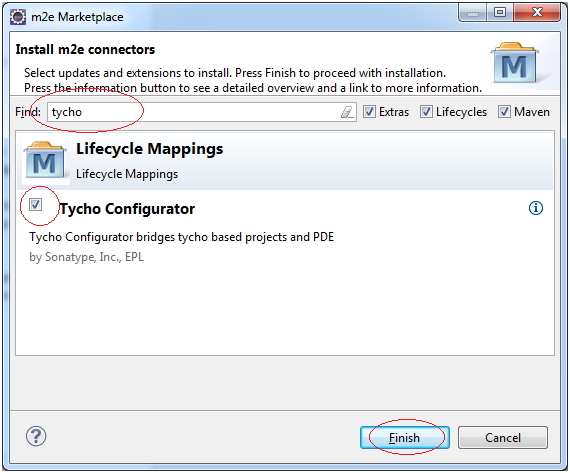 m2e Marketplace
Install m2e connectors
Select updates and extensions to install. Press Finish to proceed with installation.
Press the information button to see a detailed overview and a link to more information.
Find: tycho Extras Lifecycles Maven
M
M Lifecycle Mappings
Lifecycle Mappings
Tycho Configurator
Tycho Configurator bridges tycho based projects and PDE
by Sonatype, Inc., EPL
Finish Cancel